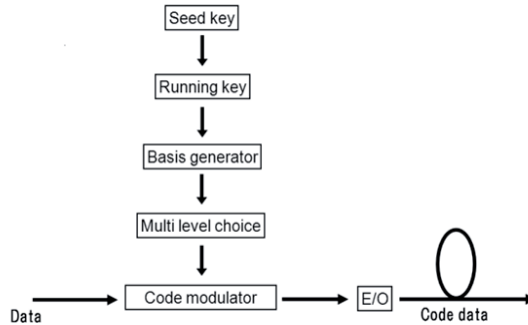 Seed key
Running key
Basis generator
Multi level choice
Code modulator
E/O
Data
Code data